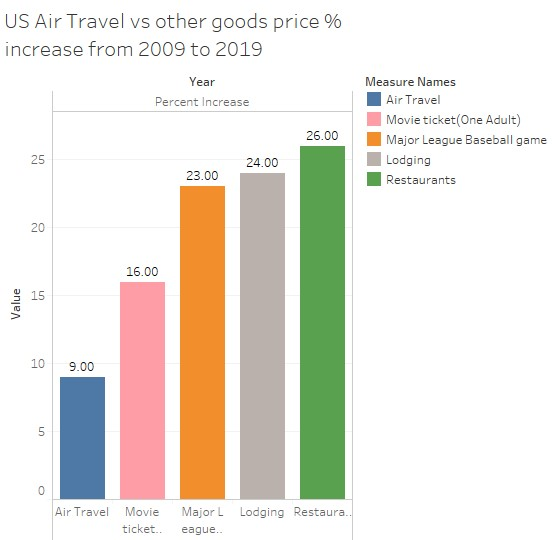 US Air Travel vs other goods price %
increase from 2009 to 2019
Year
Percent Increase
Measure Names
Air Travel
Movie ticket(One Adult)
Major League Baseball game
Lodging
Restaurants
26.00
24.00
23.00
16.00
9.00
25
20
15
10
5
0
Value
Air Travel
Movie
ticket..
Major L
eague..
Lodging
Restaura..